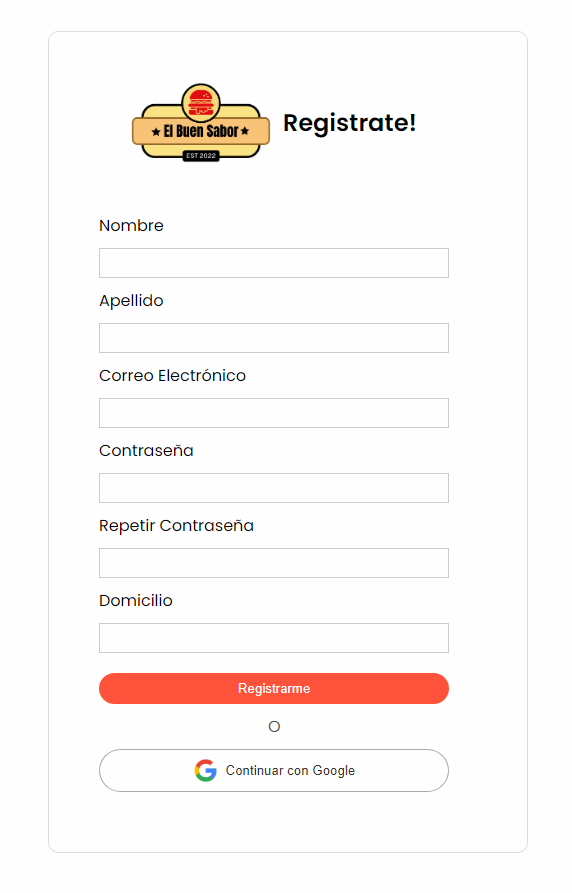 ★ El Buen Sabor ★
EST 2022
Registrate!
Nombre
Apellido
Correo Electrónico
Contraseña
Repetir Contraseña
Domicilio
Registrarme
O
Continuar con Google